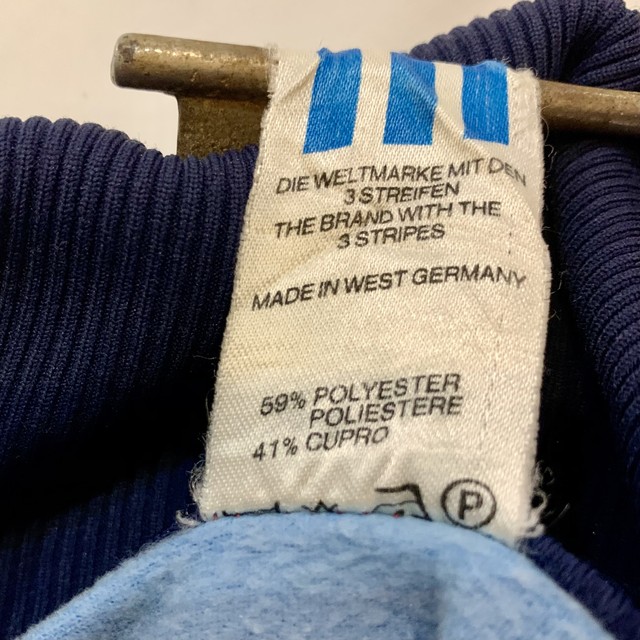 DIE WELTMARKE MIT DEN
3 STREIFEN
THE BRAND WITH THE
3 STRIPES
MADE IN WEST GERMANY
59% POLYESTER
POLIESTERE
41% CUPRO
P